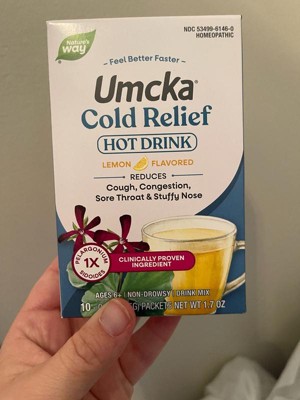 Nature's
way
NDC 53499-6146-0
HOMEOPATHIC
– Feel Better Faster –
Umcka®
Cold Relief
HOT DRINK
LEMON FLAVORED
REDUCES
Cough, Congestion,
Sore Throat & Stuffy Nose
PELARGONIUM
1X
SIDOIDES
CLINICALLY PROVEN
INGREDIENT
AGES 6+ | NON-DROWSY DRINK MIX
10 PACKETS NET WT 1.7 OZ